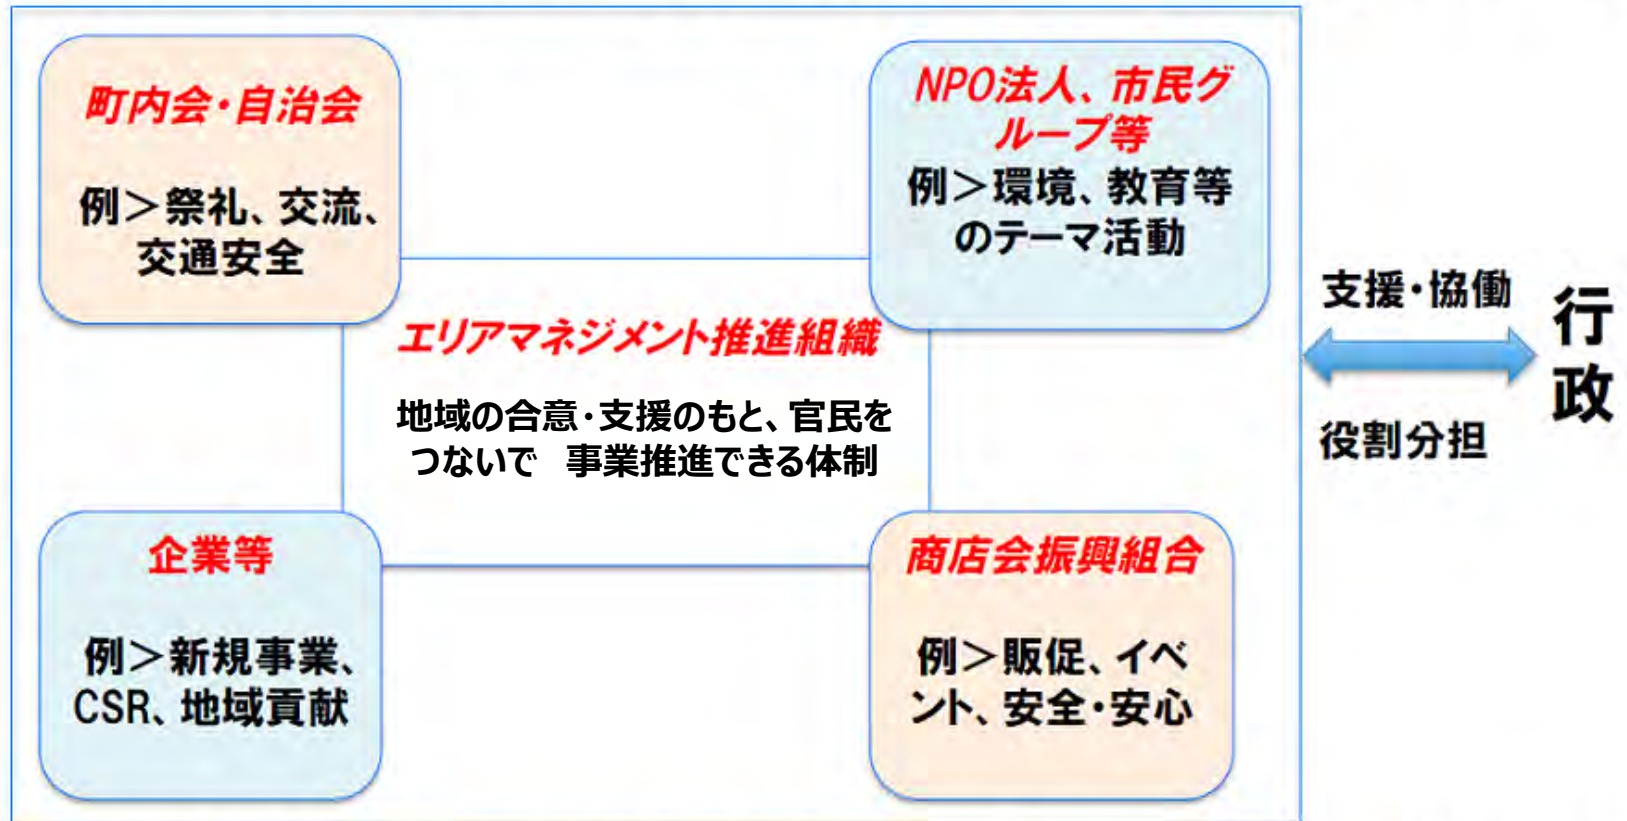 町内会・自治会
例＞祭礼、交流、
交通安全
NPO法人、市民グ
ループ等
例＞環境、教育等
のテーマ活動
エリアマネジメント推進組織
地域の合意・支援のもと、官民を
つないで　事業推進できる体制
企業等
例＞新規事業、
CSR、地域貢献
商店会振興組合
例＞販促、イベ
ント、安全・安心
支援・協働
役割分担
行
政